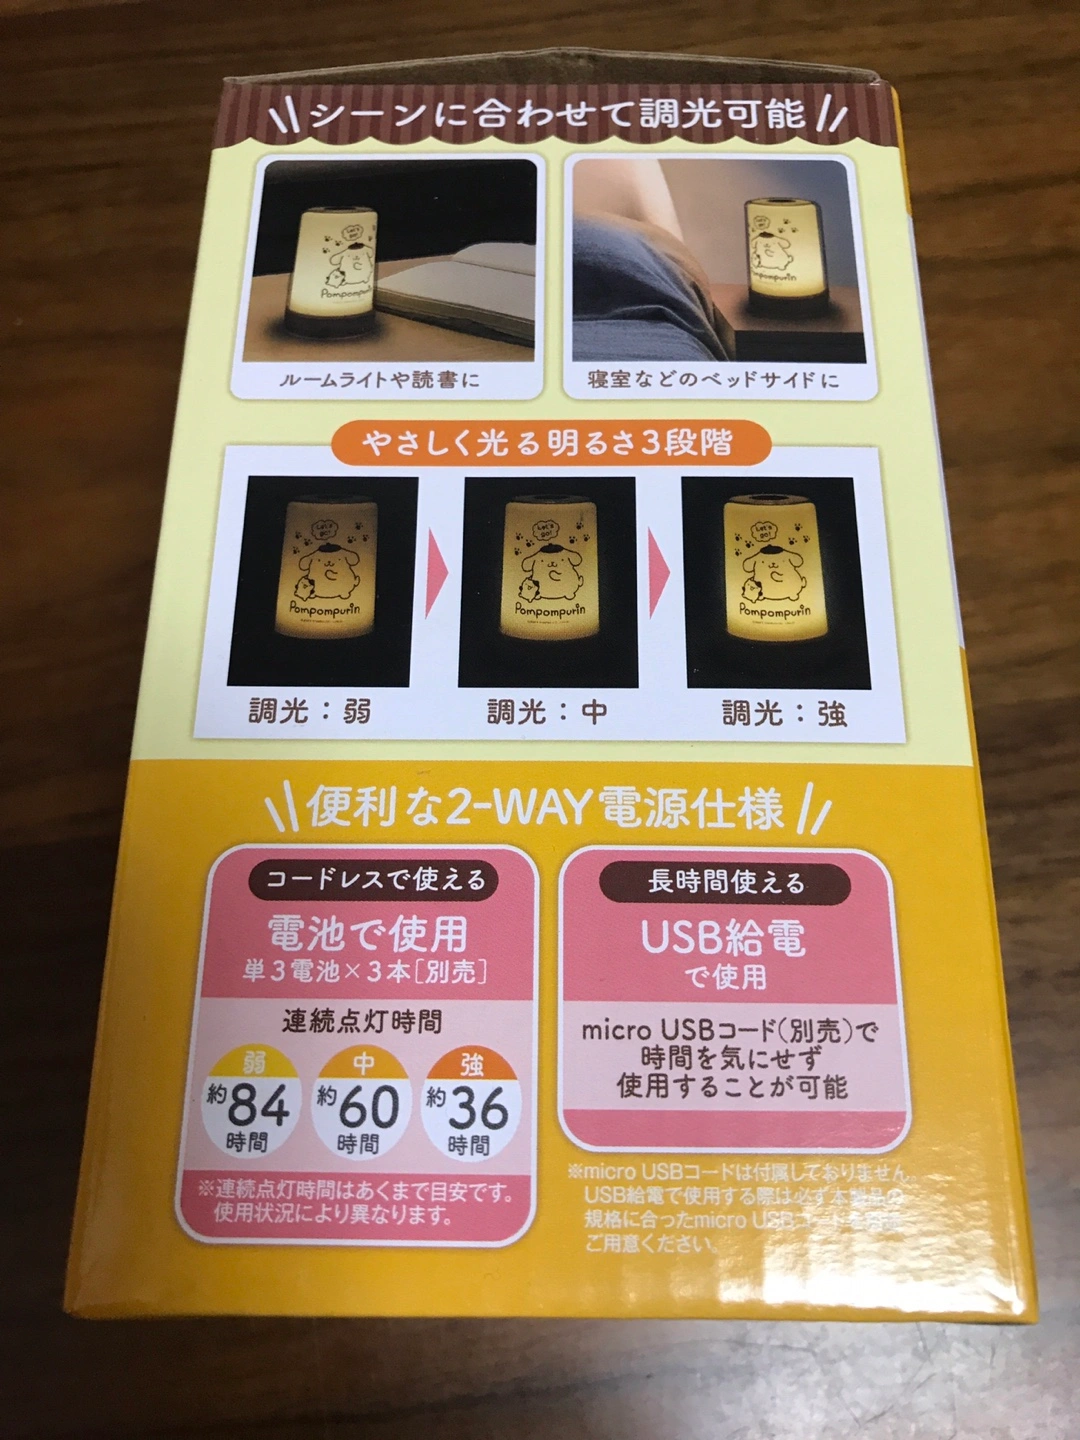 シーンに合わせて調光可能
Let's go!
Pompompurin
Let's go!
Pompompurin
ルームライトや読書に
寝室などのベッドサイドに
やさしく光る明るさ3段階
Let's go!
Pompompurin
Let's go!
Pompompurin
Let's go!
Pompompurin
調光：弱
調光：中
調光：強
便利な2-WAY電源仕様
コードレスで使える
電池で使用
単3電池×3本[別売]
連続点灯時間
弱
約84時間
中
約60時間
強
約36時間
※連続点灯時間はあくまで目安です。
使用状況により異なります。
長時間使える
USB給電
で使用
micro USBコード(別売)で
時間を気にせず
使用することが可能
※micro USBコードは付属しておりません。
USB給電で使用する際は必ず本製品の
規格に合ったmicro USBコードを
ご用意ください。